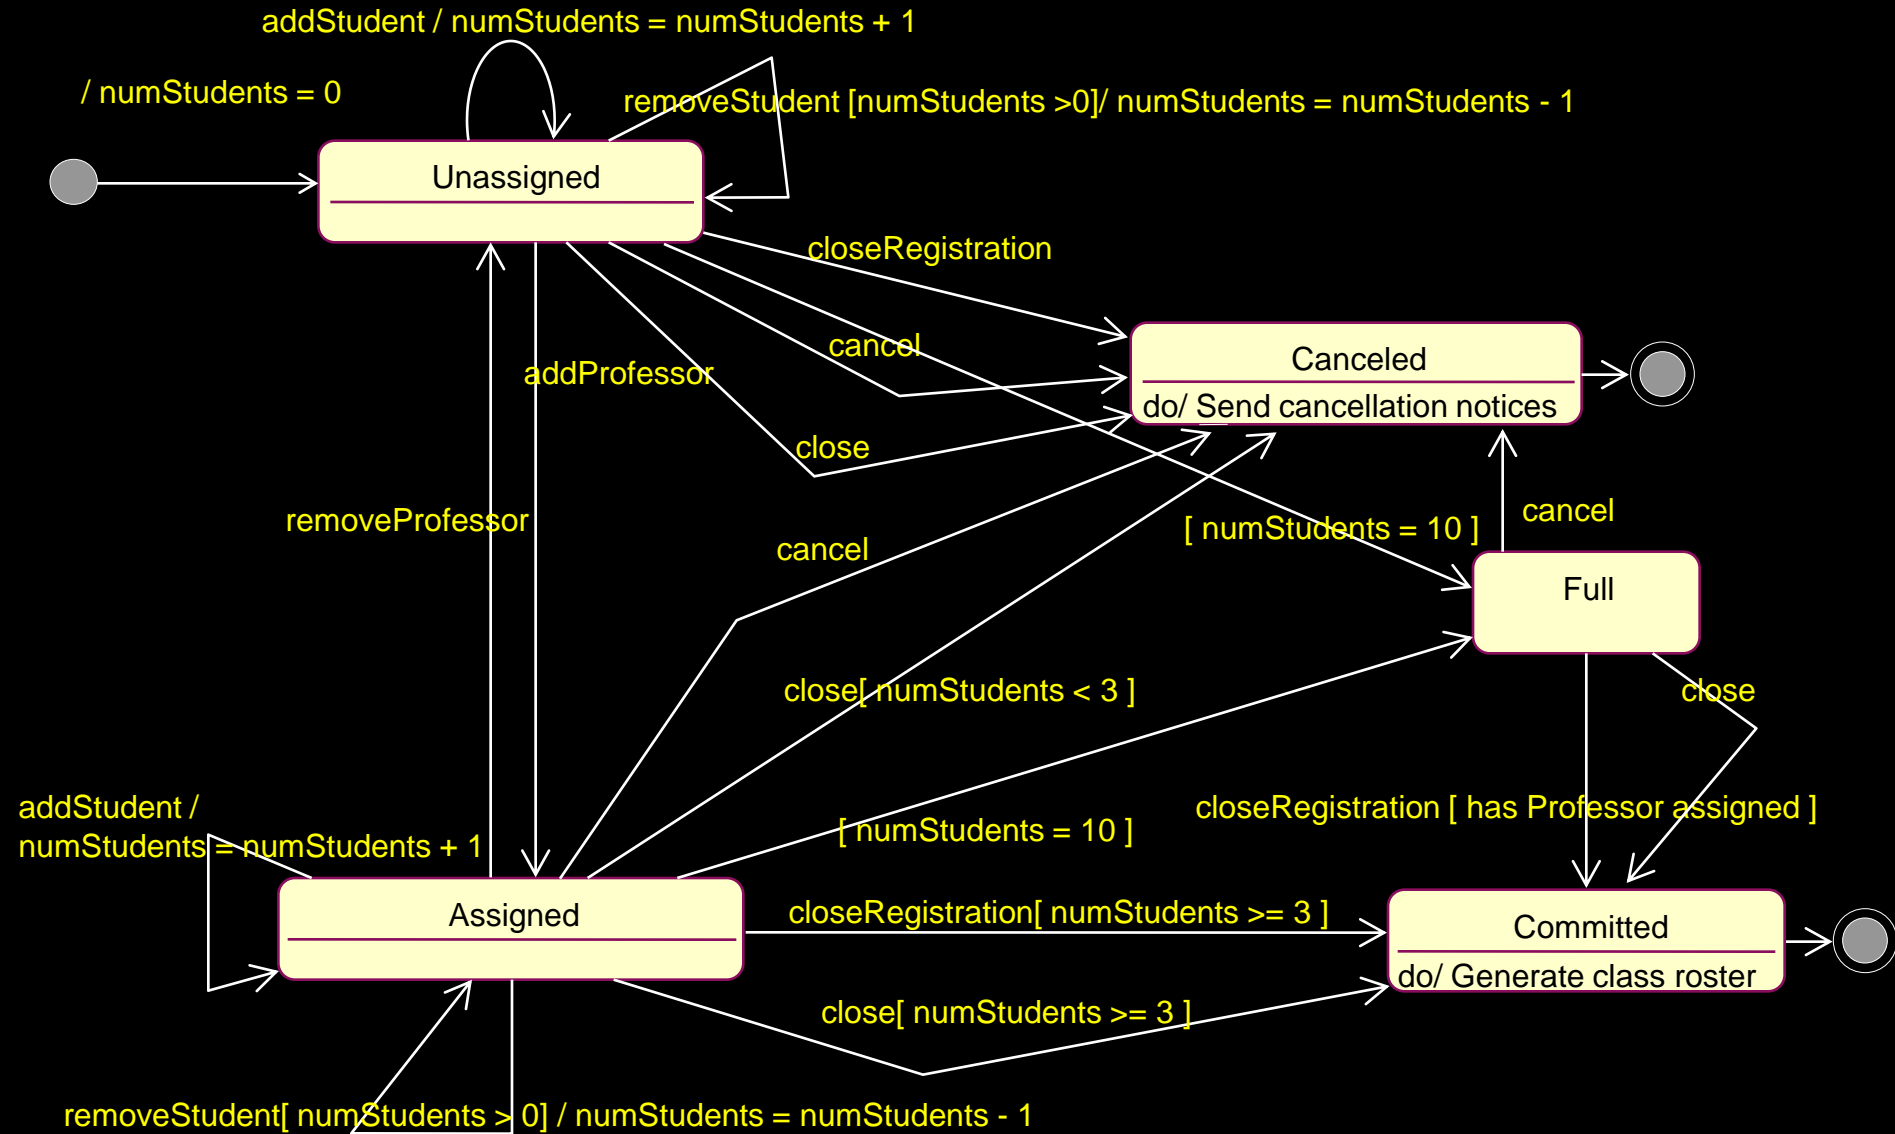 addStudent / numStudents = numStudents + 1
/ numStudents = 0
removeStudent [numStudents >0]/ numStudents = numStudents - 1
Unassigned
closeRegistration
cancel
Canceled
do/ Send cancellation notices
addProfessor
close
removeProfessor
cancel
[ numStudents = 10 ]
cancel
Full
close[ numStudents < 3 ]
close
addStudent /
numStudents = numStudents + 1
[ numStudents = 10 ]
closeRegistration [ has Professor assigned ]
Assigned
closeRegistration[ numStudents >= 3 ]
Committed
do/ Generate class roster
close[ numStudents >= 3 ]
removeStudent[ numStudents > 0] / numStudents = numStudents - 1